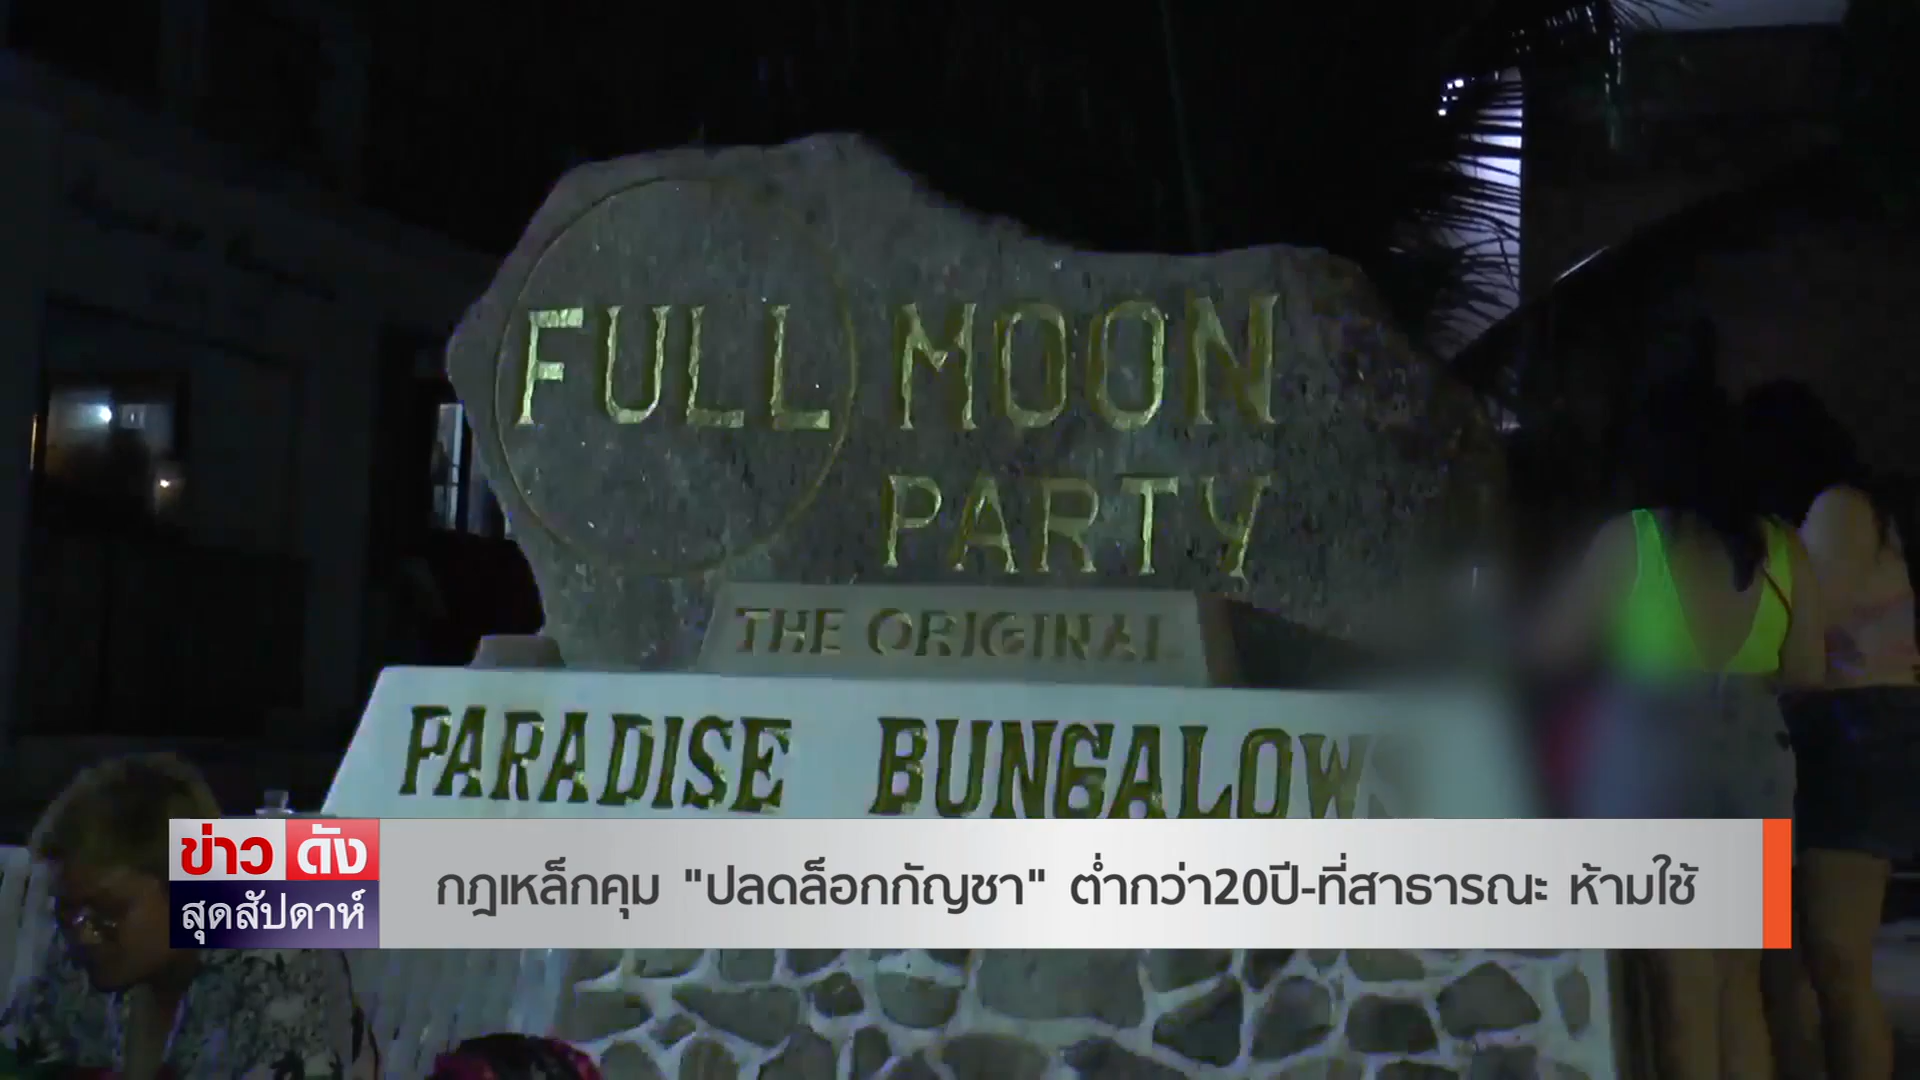 FULL MOON
PARTY
THE ORIGINAL
PARADISE BUNGALOWS
ข่าวดัง
สุดสัปดาห์
กฎเหล็กคุม "ปลดล็อกกัญชา" ต่ำกว่า20ปี-ที่สาธารณะ ห้ามใช้